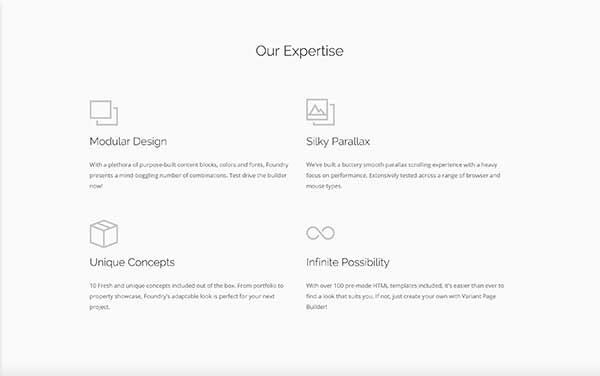 Our Expertise
Modular Design
With a plethora of purpose-built content blocks, colors and fonts, Foundry
presents a mind-boggling number of combinations. Test drive the builder
now!
Silky Parallax
We've built a buttery smooth parallax scrolling experience with a heavy
focus on performance. Extensively tested across a range of browser and
mouse types.
Unique Concepts
10 Fresh and unique concepts included out of the box. From portfolio to
property showcase, Foundry's adaptable look is perfect for your next
project.
Infinite Possibility
With over 100 pre-made HTML templates included, it's easier than ever to
find a look that suits you. If not, just create your own with Variant Page
Builder!